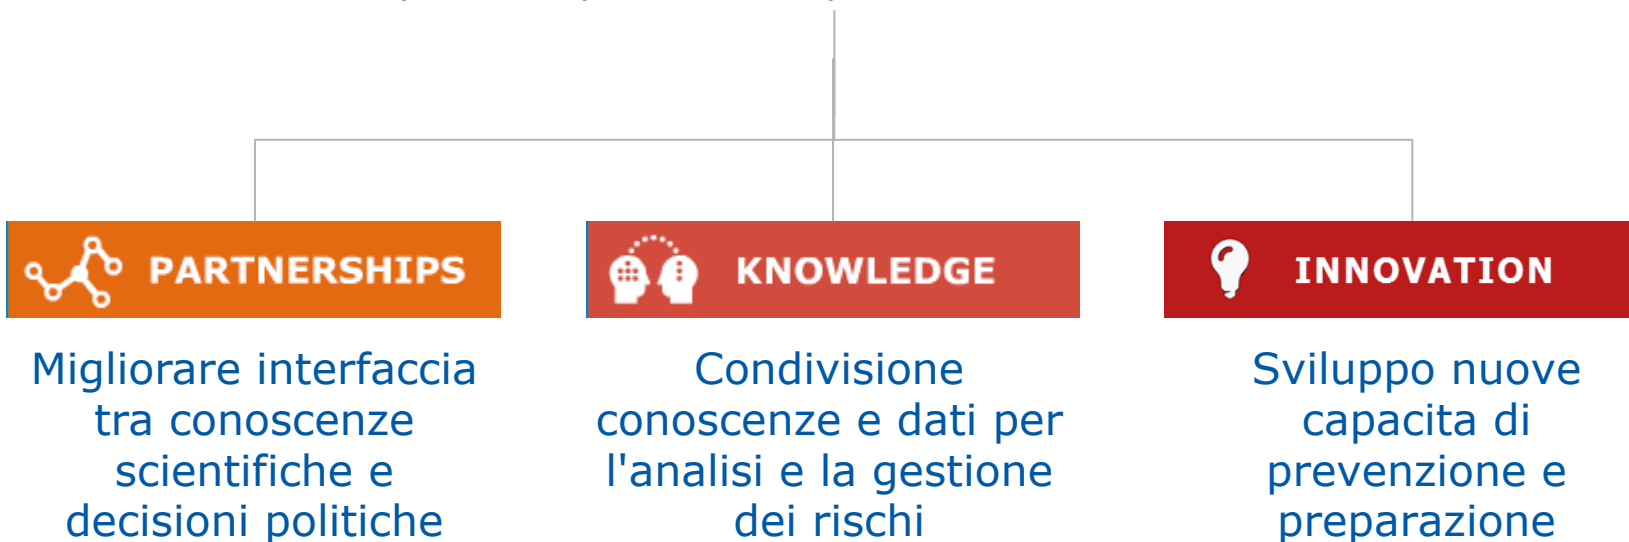 PARTNERSHIPS
KNOWLEDGE
INNOVATION
Migliorare interfaccia
tra conoscenze
scientifiche e
decisioni politiche
Condivisione
conoscenze e dati per
l'analisi e la gestione
dei rischi
Sviluppo nuove
capacita di
prevenzione e
preparazione